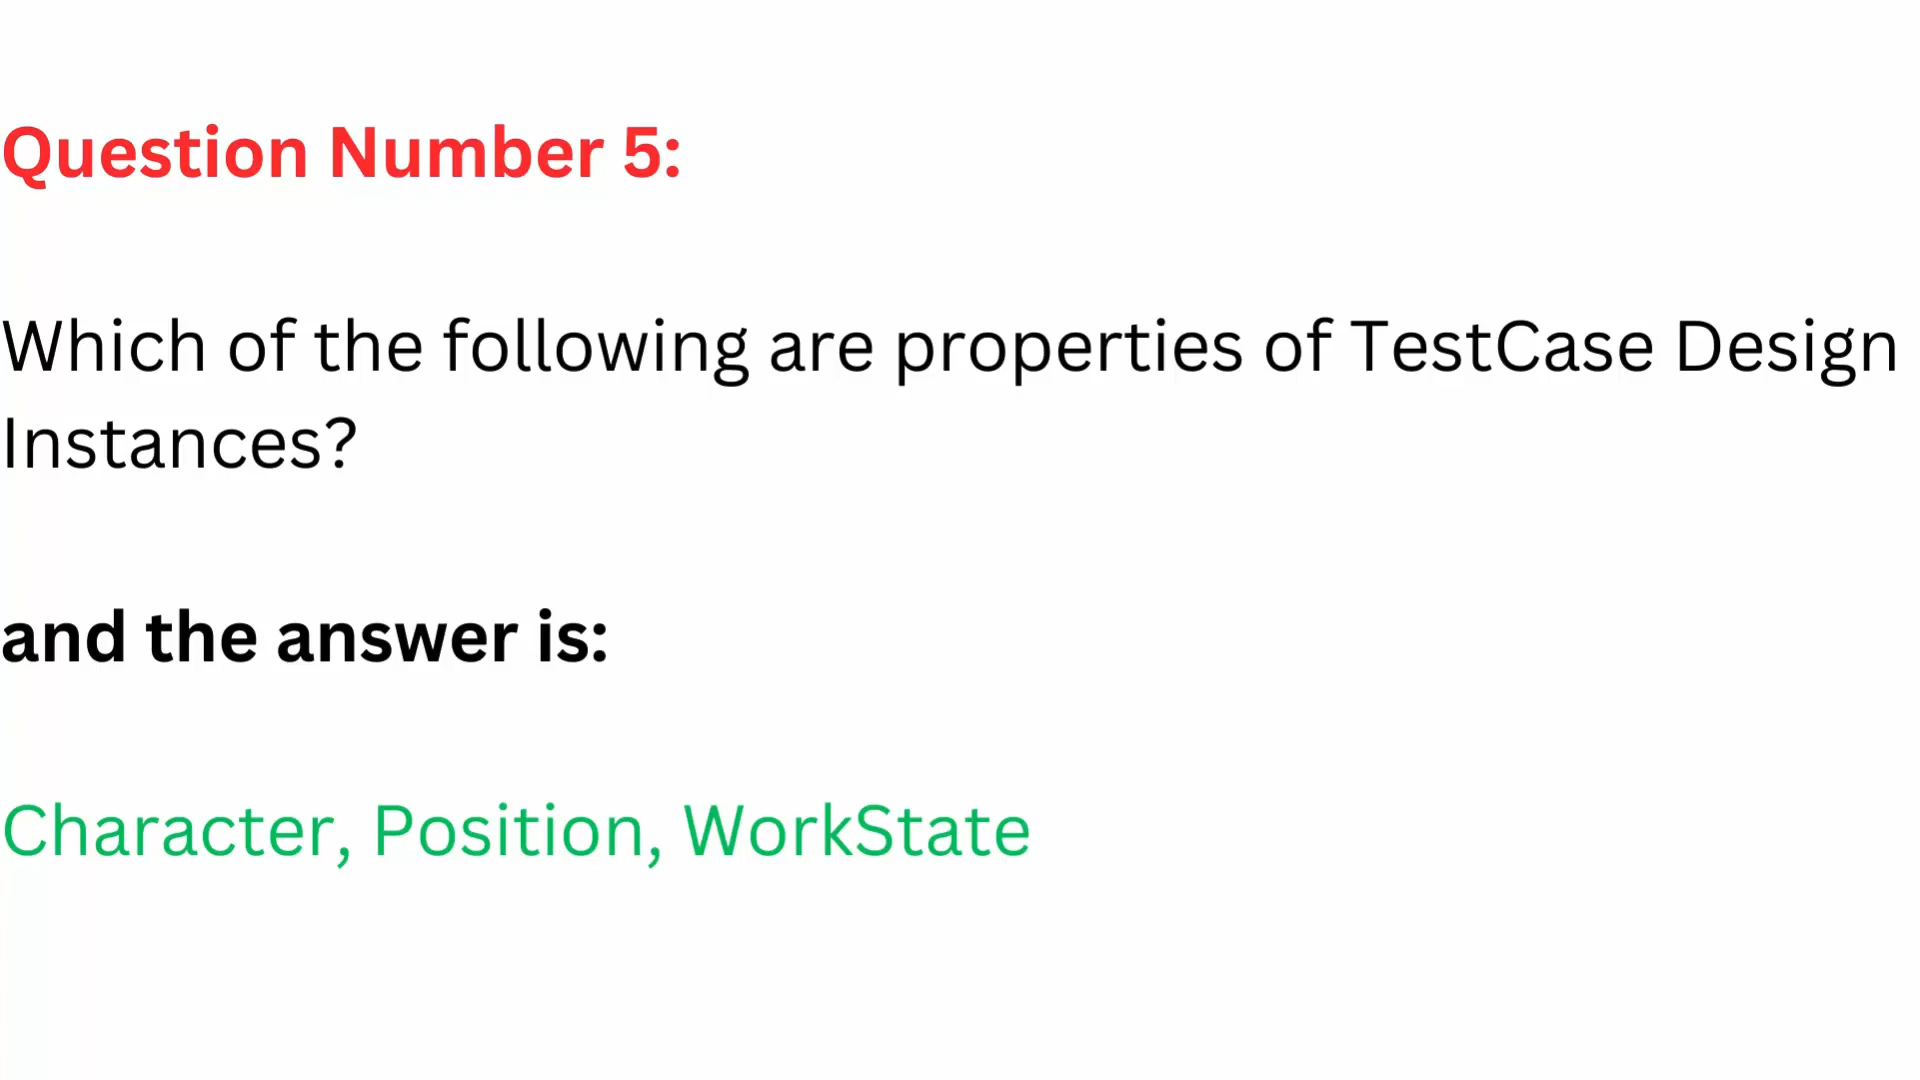 Question Number 5:
Which of the following are properties of TestCase Design
Instances?
and the answer is:
Character, Position, WorkState